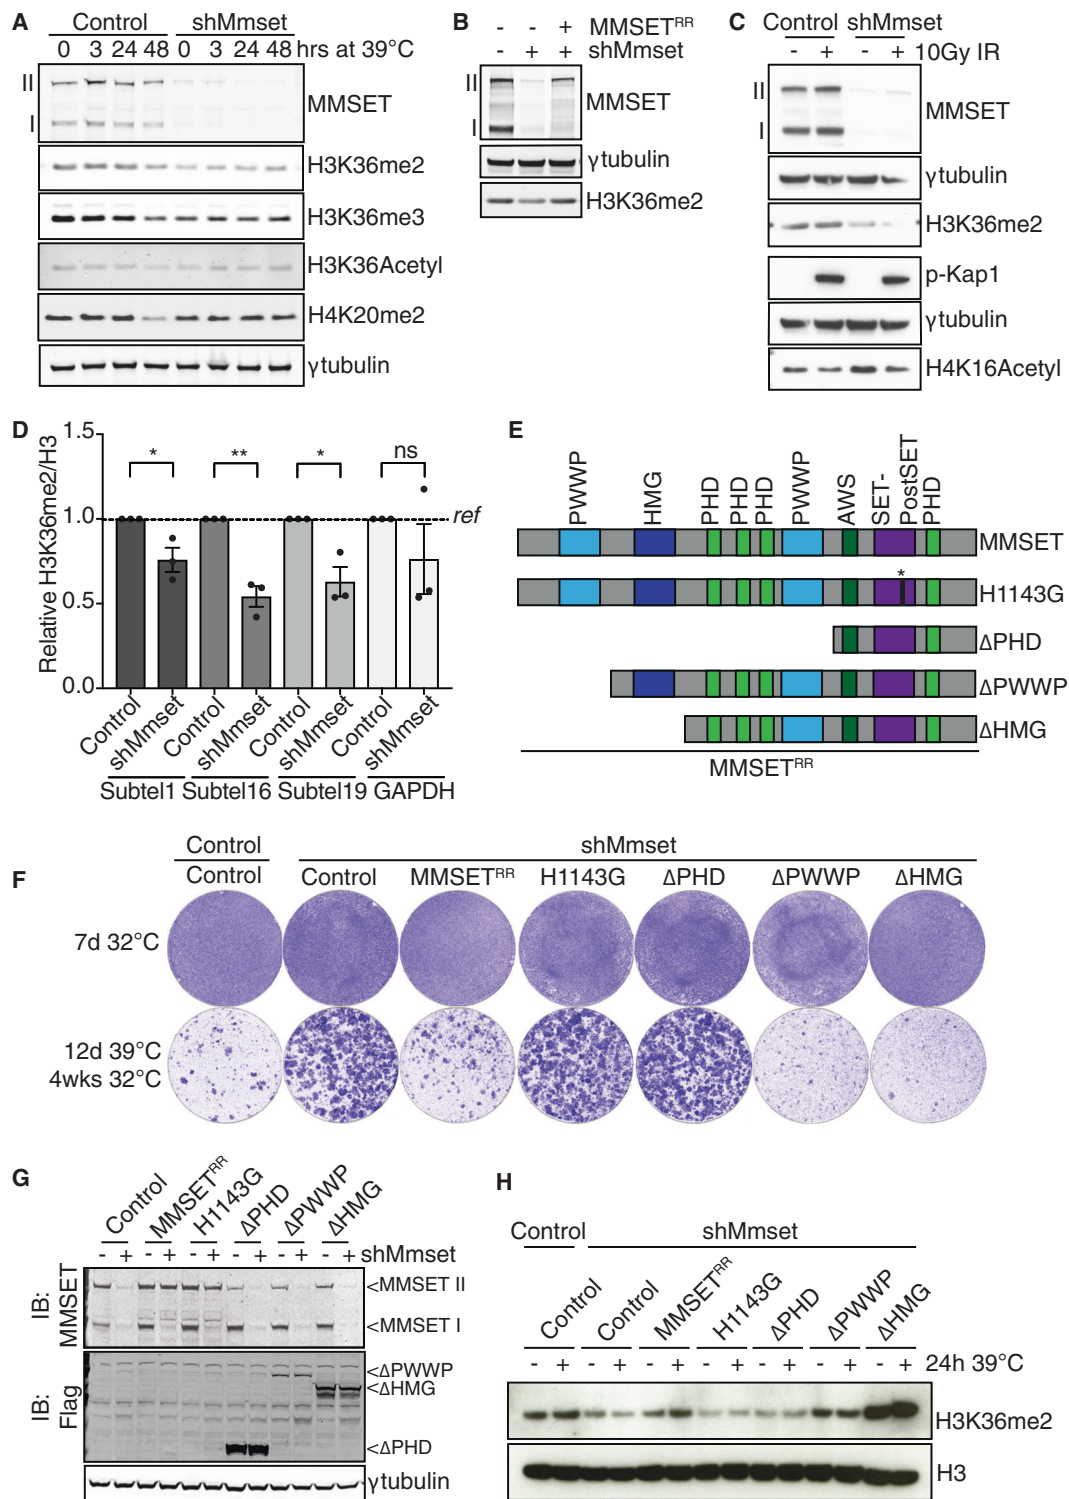 A
Control shMmset
0 3 24 48 0 3 24 48 hrs at 39°C
II
I
MMSET
H3K36me2
H3K36me3
H3K36Acetyl
H4K20me2
γtubulin
B
- - + MMSET^RR
- + + shMmset
II
I
MMSET
γtubulin
H3K36me2
C
Control shMmset
- + - + 10Gy IR
II
I
MMSET
γtubulin
H3K36me2
p-Kap1
γtubulin
H4K16Acetyl
D
Relative H3K36me2/H3
1.5
1.0
0.5
0.0
* ** * ns
ref
Control shMmset Control shMmset Control shMmset Control shMmset
Subtel1 Subtel16 Subtel19 GAPDH
E
PWWP HMG PHD PHD PHD PWWP AWS SET-PostSET PHD
MMSET
*
H1143G
ΔPHD
ΔPWWP
ΔHMG
MMSET^RR
F
Control shMmset
Control Control MMSET^RR H1143G ΔPHD ΔPWWP ΔHMG
7d 32°C
12d 39°C
4wks 32°C
G
Control MMSET^RR H1143G ΔPHD ΔPWWP ΔHMG
- + - + - + - + - + - + shMmset
IB: MMSET
<MMSET II
<MMSET I
IB: Flag
<ΔPWWP
<ΔHMG
<ΔPHD
γtubulin
H
Control shMmset
Control Control MMSET^RR H1143G ΔPHD ΔPWWP ΔHMG
- + - + - + - + - + - + - + 24h 39°C
H3K36me2
H3